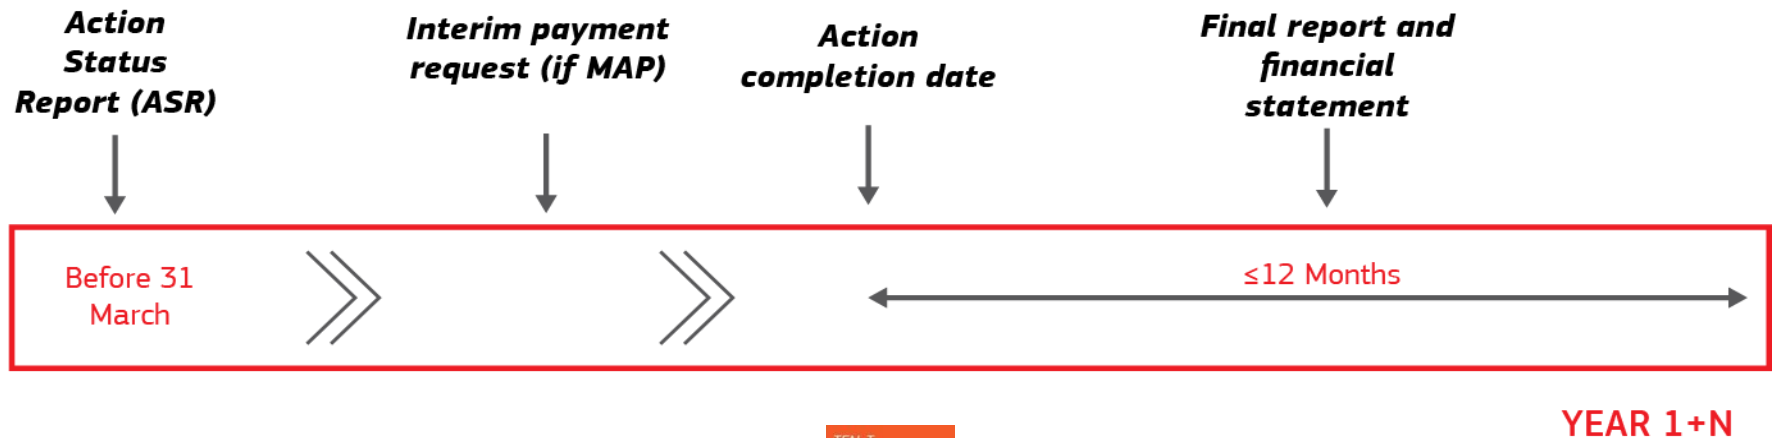 Action
Status
Report (ASR)
Interim payment
request (if MAP)
Action
completion date
Final report and
financial
statement
Before 31
March
≤12 Months
YEAR 1+N